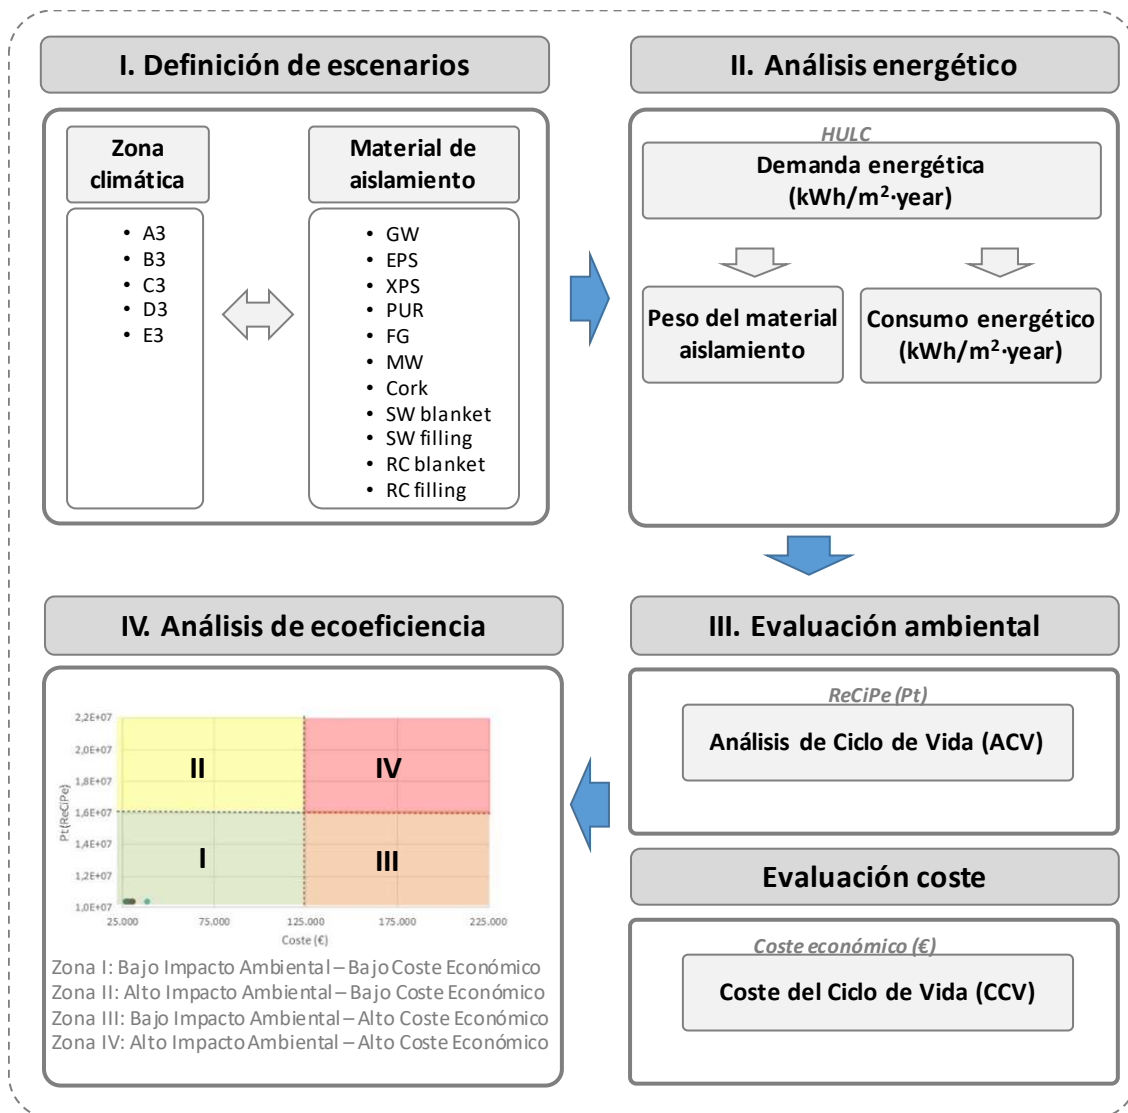 I. Definición de escenarios
Zona
climática
• A3
• B3
• C3
• D3
• E3
Material de
aislamiento
• GW
• EPS
• XPS
• PUR
• FG
• MW
• Cork
• SW blanket
• SW filling
• RC blanket
• RC filling
II. Análisis energético
HULC
Demanda energética
(kWh/m²·year)
Peso del material
aislamiento
Consumo energético
(kWh/m²·year)
III. Evaluación ambiental
ReCiPe (Pt)
Análisis de Ciclo de Vida (ACV)
Evaluación coste
Coste económico (€)
Coste del Ciclo de Vida (CCV)
IV. Análisis de ecoeficiencia
Pt(ReCiPe)
2,2E+07
2,0E+07
1,8E+07
1,6E+07
1,4E+07
1,2E+07
1,0E+07
II
IV
I
III
25.000
75.000
125.000
175.000
225.000
Coste (€)
Zona I: Bajo Impacto Ambiental – Bajo Coste Económico
Zona II: Alto Impacto Ambiental – Bajo Coste Económico
Zona III: Bajo Impacto Ambiental – Alto Coste Económico
Zona IV: Alto Impacto Ambiental – Alto Coste Económico